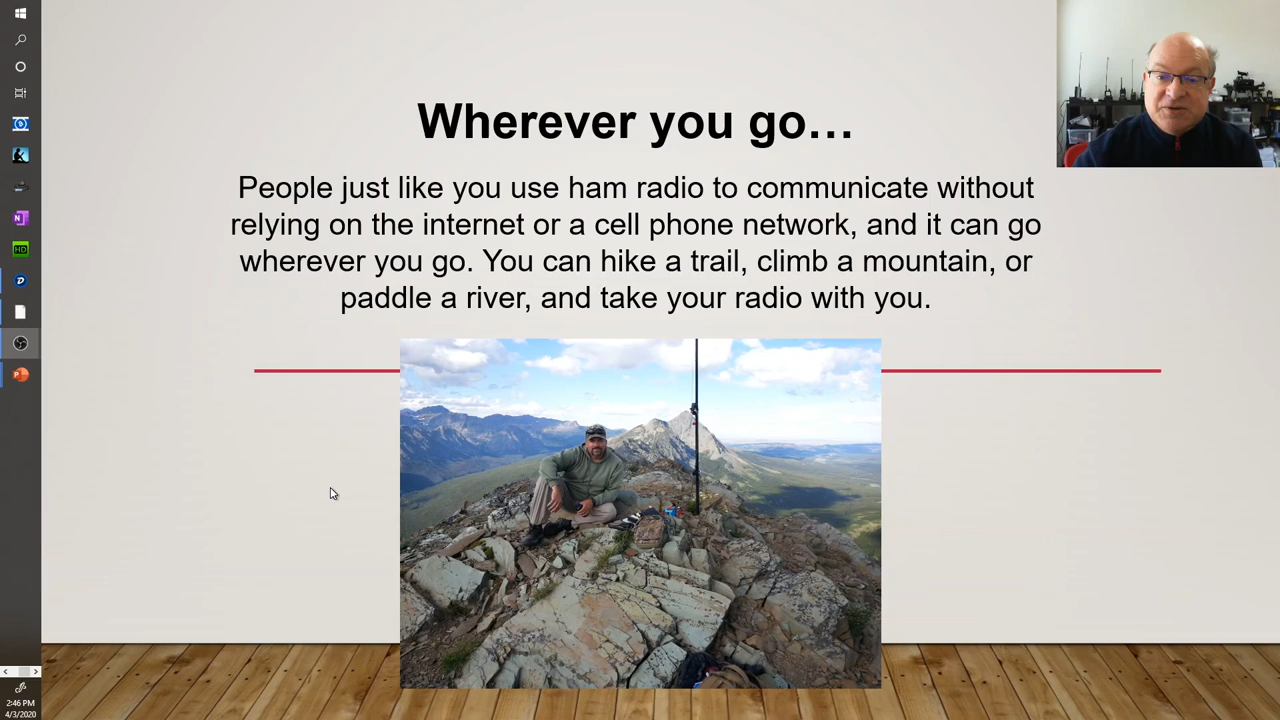 Wherever you go…
People just like you use ham radio to communicate without
relying on the internet or a cell phone network, and it can go
wherever you go. You can hike a trail, climb a mountain, or
paddle a river, and take your radio with you.
N
HD
D
P
2:46 PM
4/3/2020